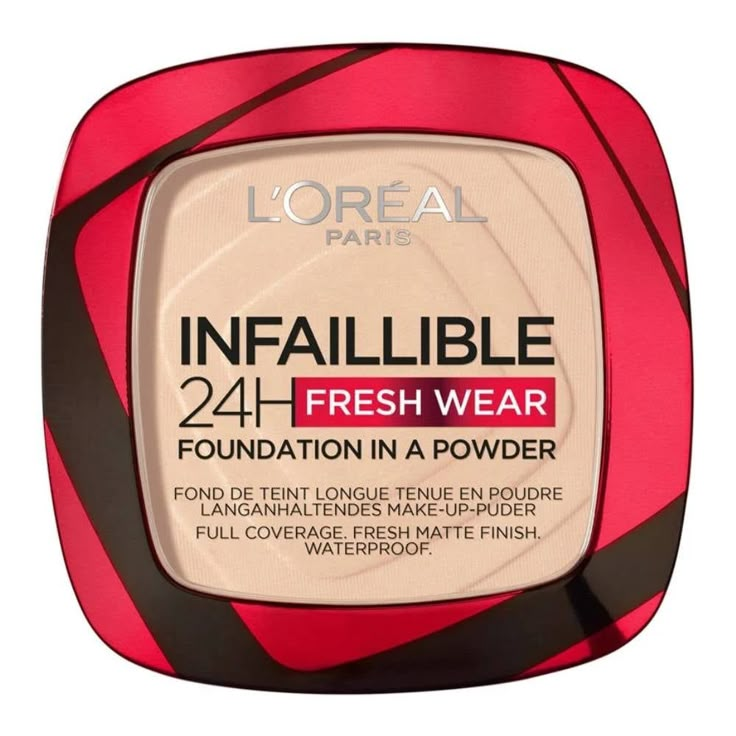 L'ORÉAL
PARIS
INFAILLIBLE
24H FRESH WEAR
FOUNDATION IN A POWDER
FOND DE TEINT LONGUE TENUE EN POUDRE
LANGANHALTENDES MAKE-UP-PUDER
FULL COVERAGE. FRESH MATTE FINISH.
WATERPROOF.